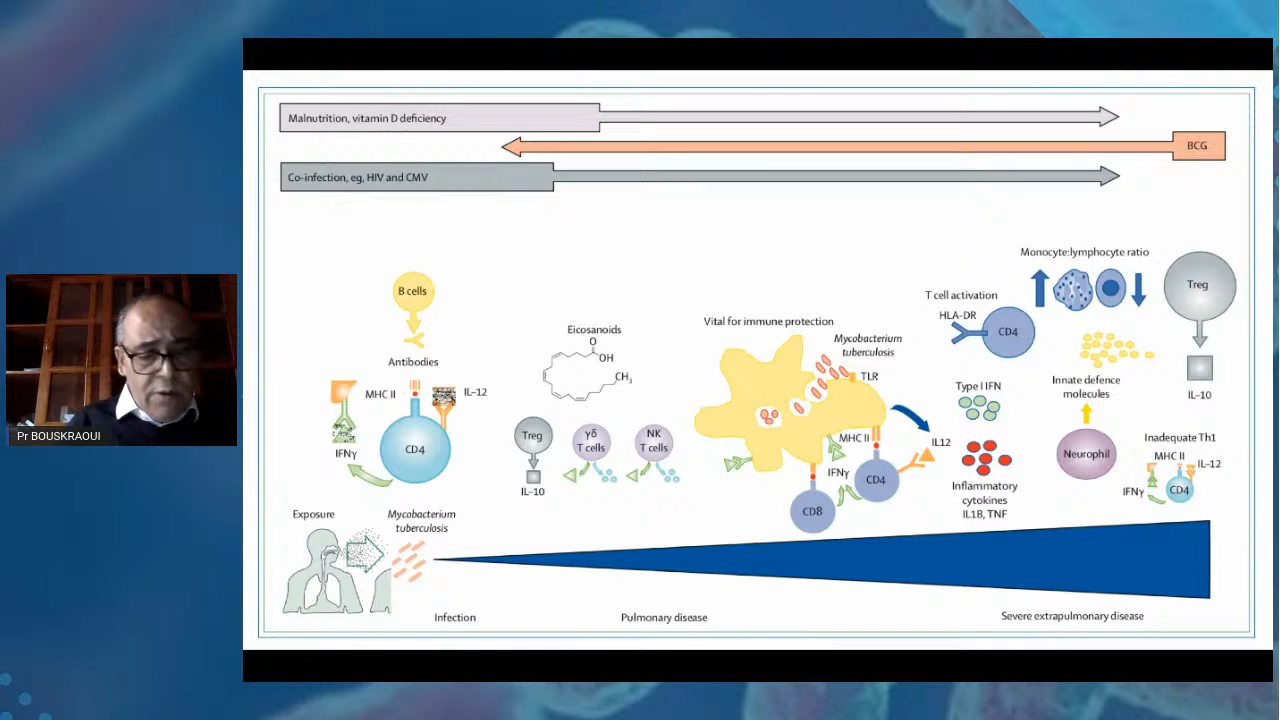 Malnutrition, vitamin D deficiency
BCG
Co-infection, eg, HIV and CMV
Monocyte:lymphocyte ratio
Treg
IL-10
T cell activation
HLA-DR
CD4
B cells
Antibodies
MHC II
IL-12
CD4
IFNγ
Eicosanoids
O
OH
CH3
Treg
IL-10
γδ
T cells
NK
T cells
Vital for immune protection
Mycobacterium
tuberculosis
TLR
MHC II
IL12
IFNγ
CD4
CD8
Type I IFN
Inflammatory
cytokines
IL1B, TNF
Innate defence
molecules
Neurophil
Inadequate Th1
MHC II
IL-12
IFNγ
CD4
Exposure
Mycobacterium
tuberculosis
Infection
Pulmonary disease
Severe extrapulmonary disease
Pr BOUSKRAOUI